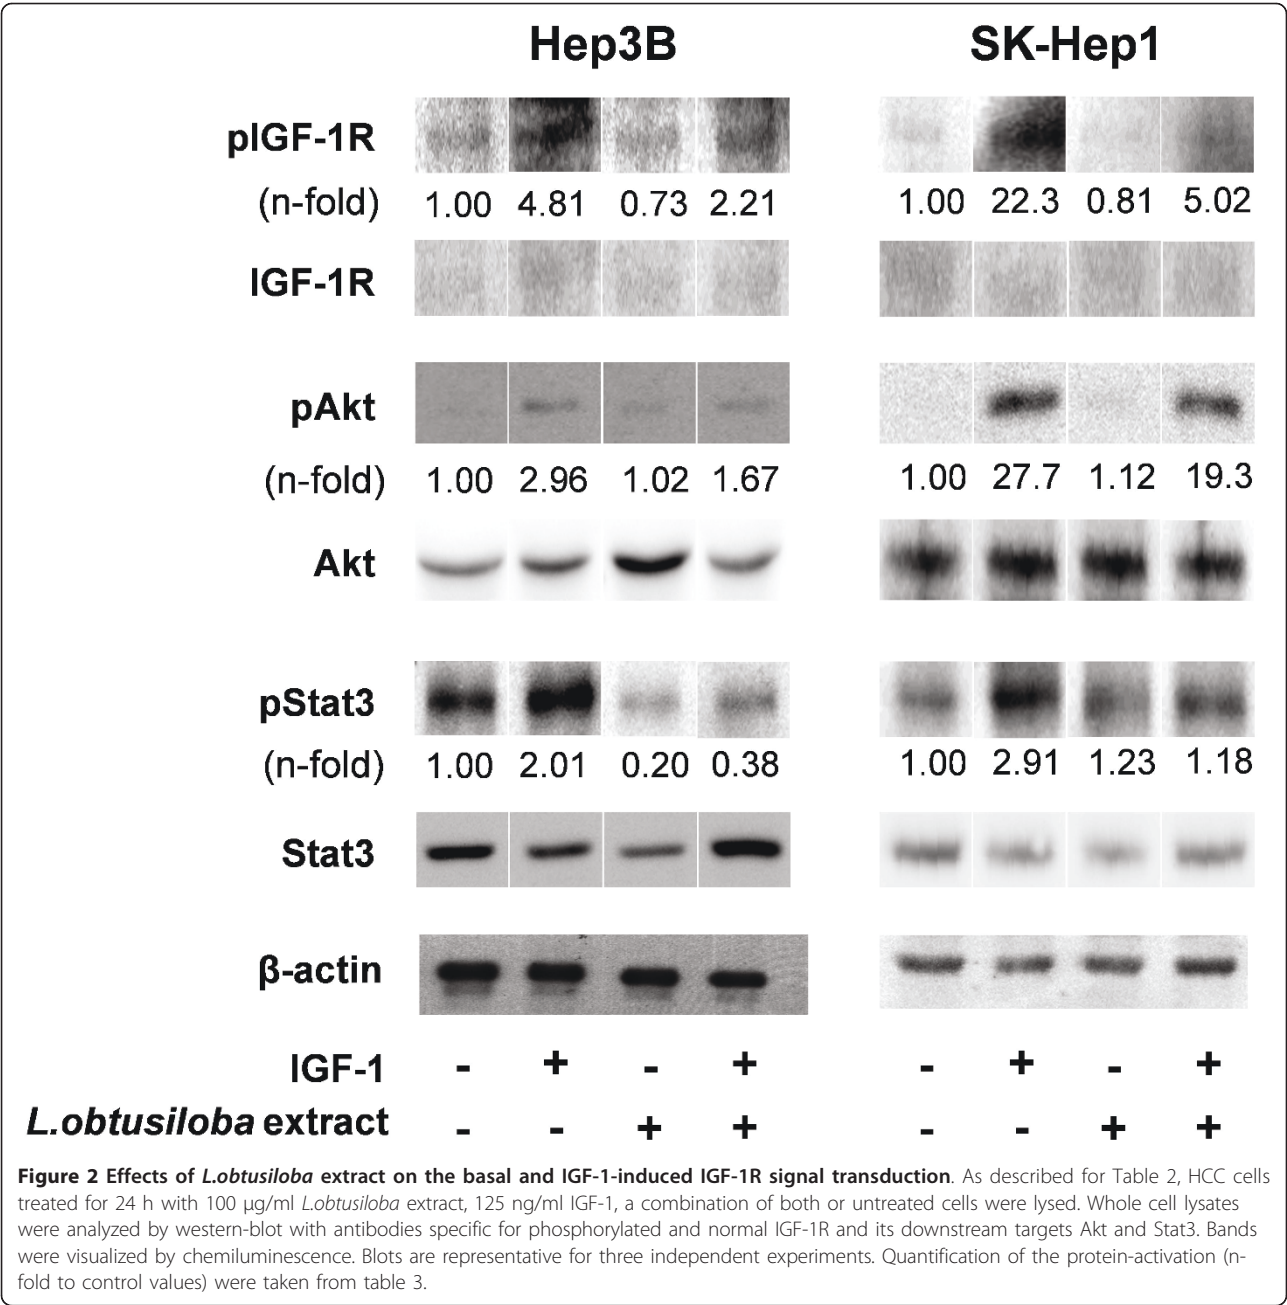 Hep3B SK-Hep1
pIGF-1R
(n-fold) 1.00 4.81 0.73 2.21 1.00 22.3 0.81 5.02
IGF-1R
pAkt
(n-fold) 1.00 2.96 1.02 1.67 1.00 27.7 1.12 19.3
Akt
pStat3
(n-fold) 1.00 2.01 0.20 0.38 1.00 2.91 1.23 1.18
Stat3
β-actin
IGF-1 - + - + - + - +
L.obtusiloba extract - - + + - - + +
Figure 2 Effects of L.obtusiloba extract on the basal and IGF-1-induced IGF-1R signal transduction. As described for Table 2, HCC cells
treated for 24 h with 100 μg/ml L.obtusiloba extract, 125 ng/ml IGF-1, a combination of both or untreated cells were lysed. Whole cell lysates
were analyzed by western-blot with antibodies specific for phosphorylated and normal IGF-1R and its downstream targets Akt and Stat3. Bands
were visualized by chemiluminescence. Blots are representative for three independent experiments. Quantification of the protein-activation (n-
fold to control values) were taken from table 3.